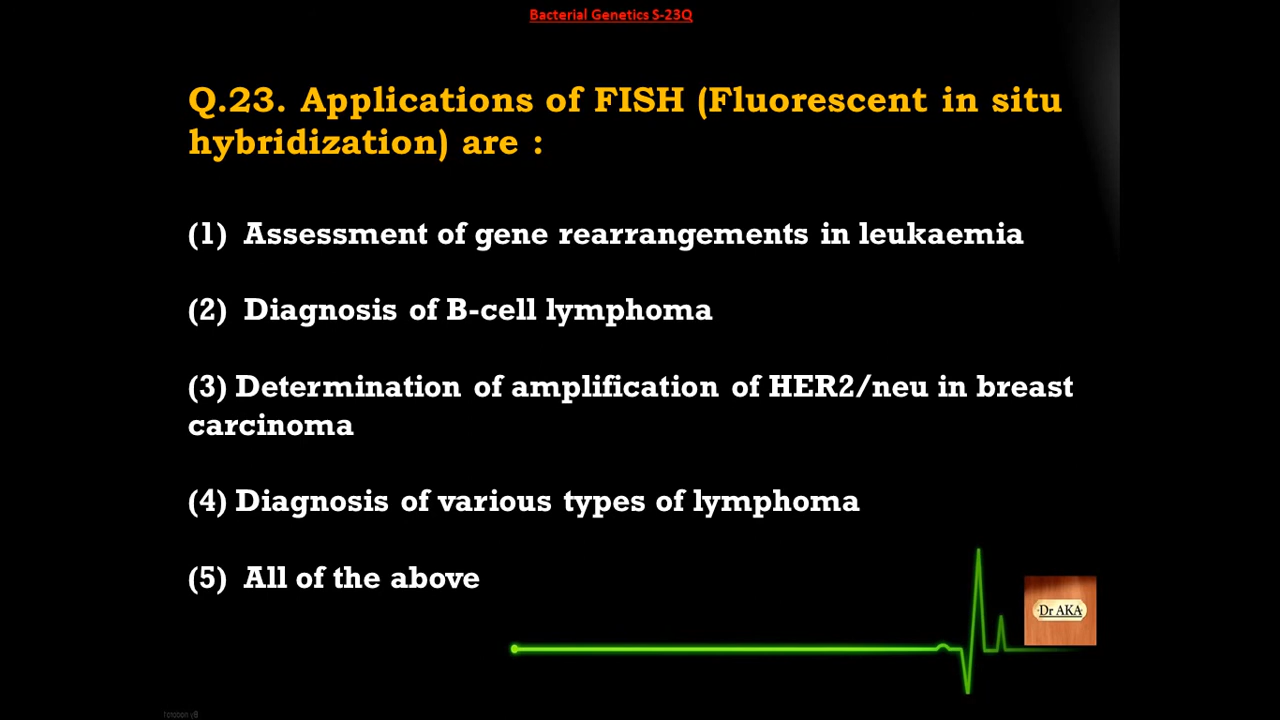 Bacterial Genetics S-23Q
Q.23. Applications of FISH (Fluorescent in situ
hybridization) are :
(1) Assessment of gene rearrangements in leukaemia
(2) Diagnosis of B-cell lymphoma
(3) Determination of amplification of HER2/neu in breast
carcinoma
(4) Diagnosis of various types of lymphoma
(5) All of the above
Dr AKA